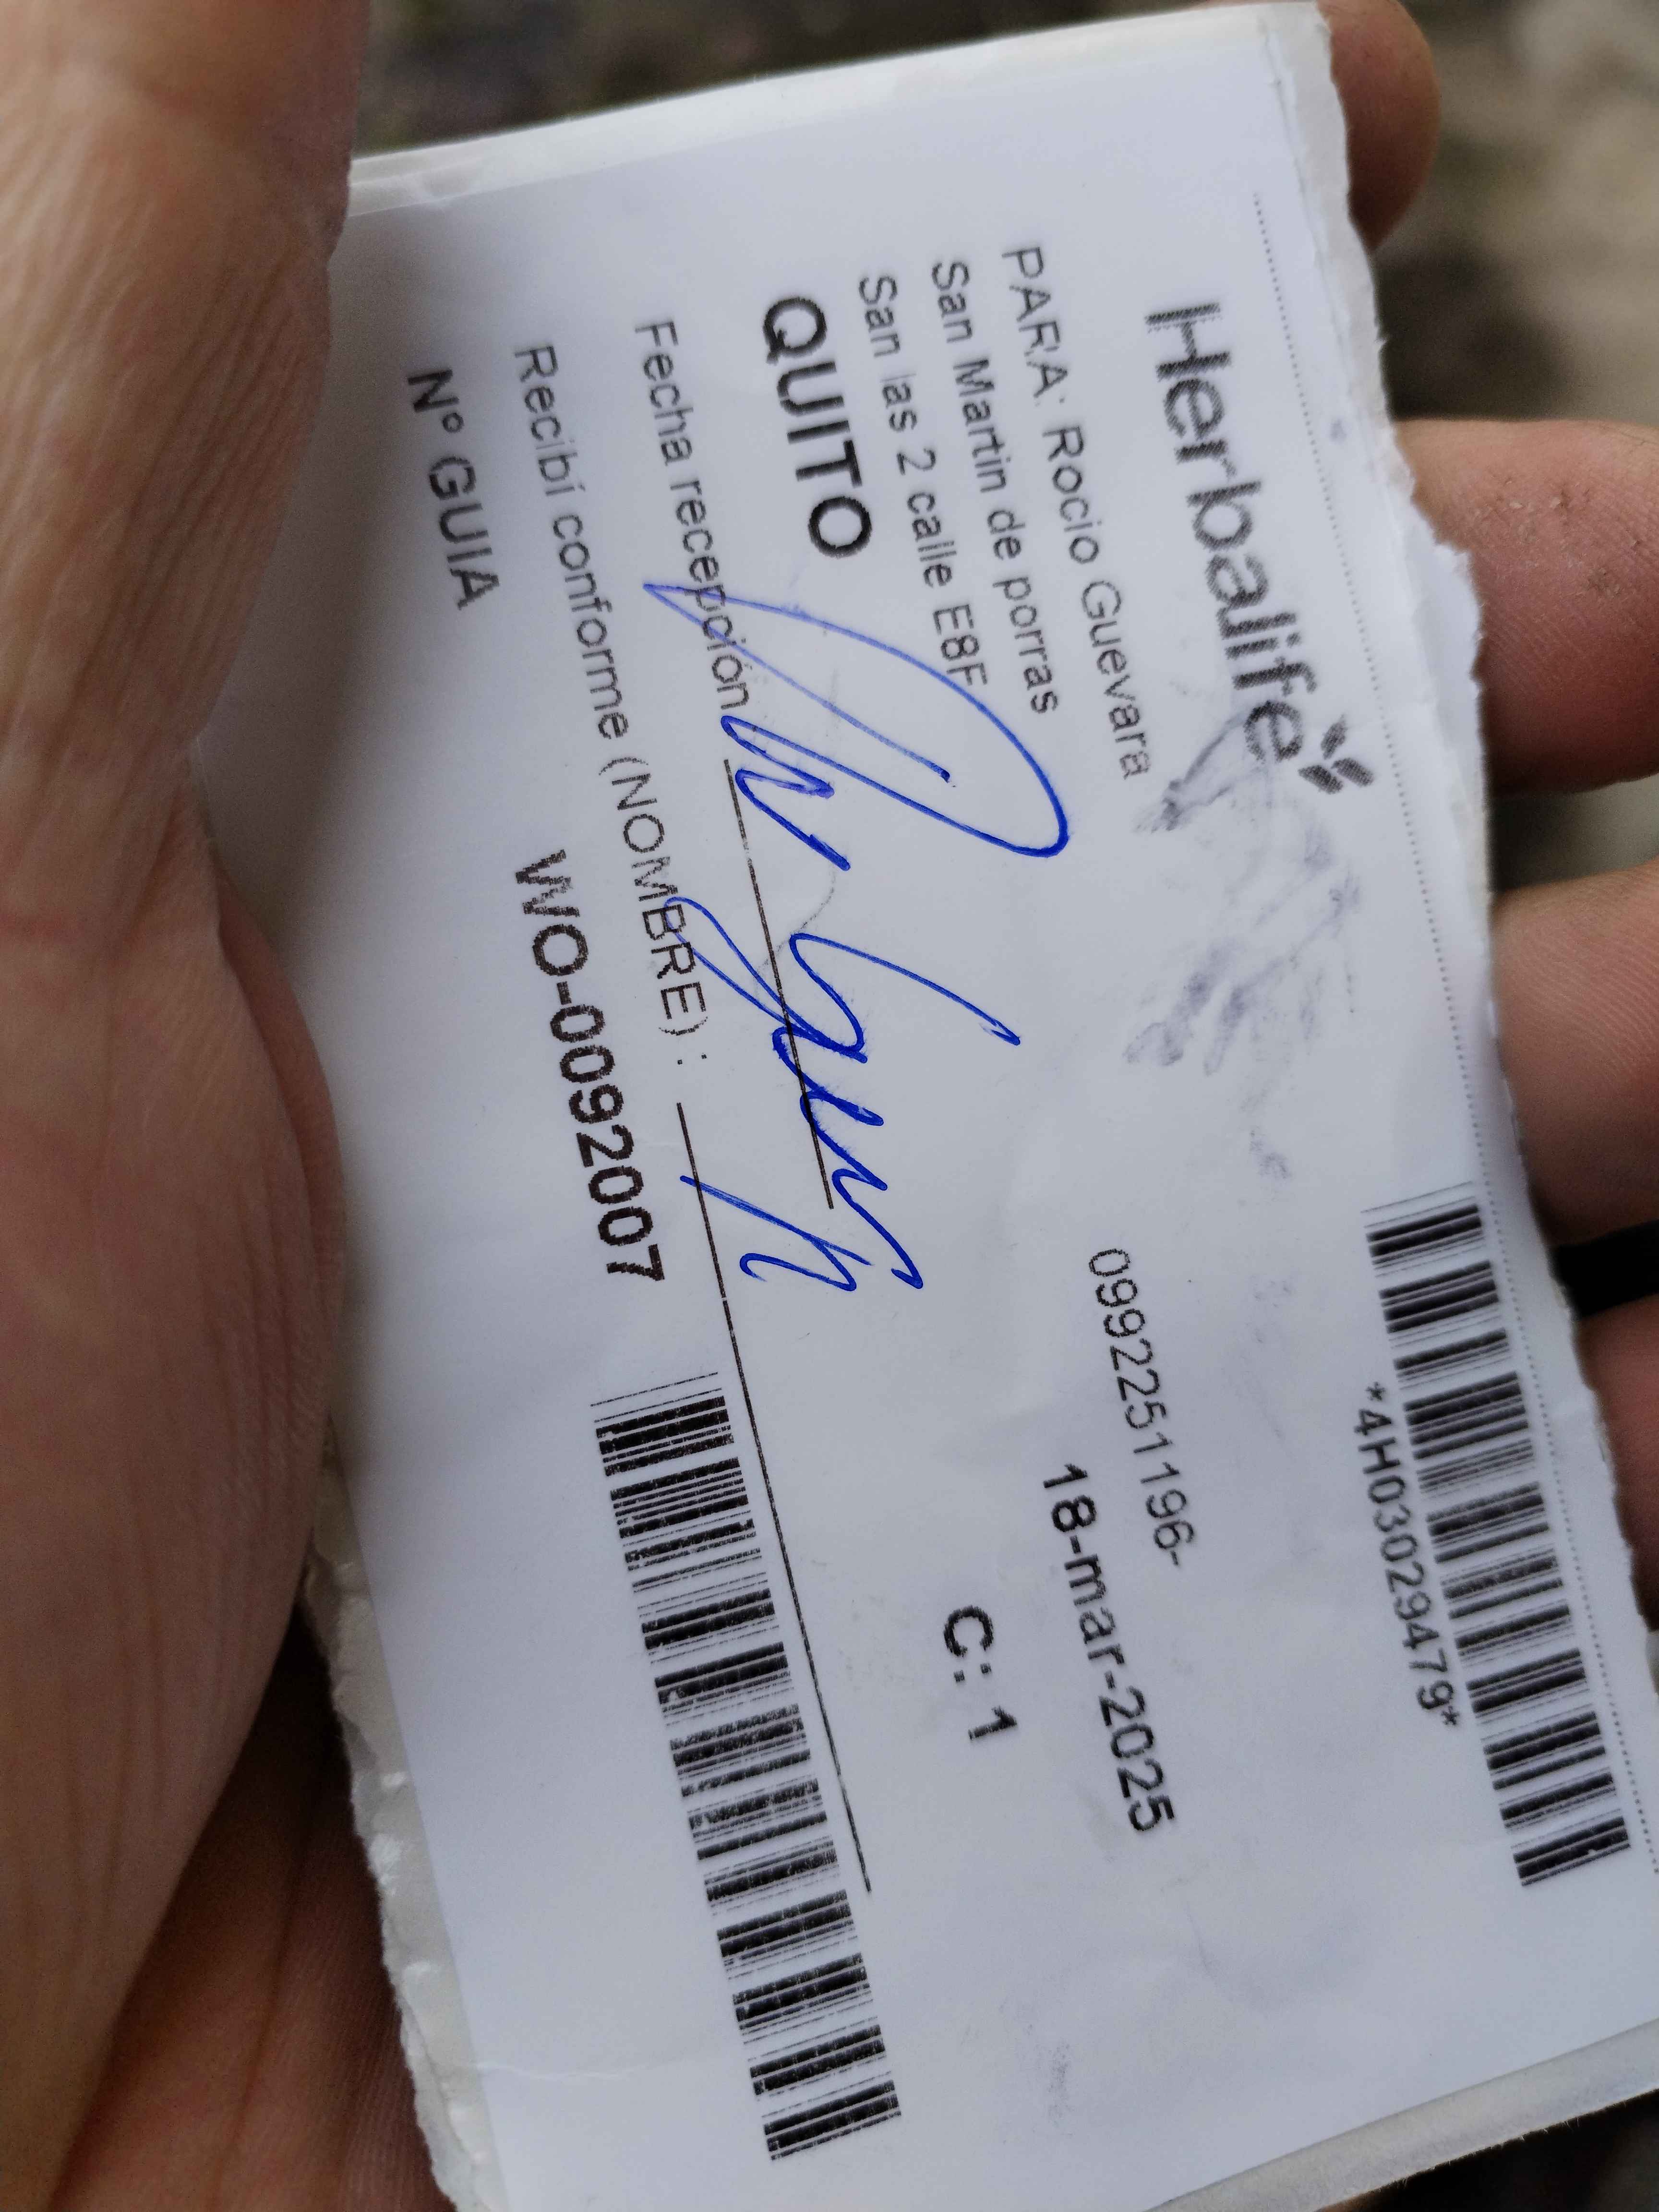 Herbalife
*4H03029479*
PARA: Rocio Guevara
0992251196-
San Martin de porras
18-mar-2025
San las 2 calle E8F
QUITO
C: 1
Fecha recepción
Recibí conforme (NOMBRE) :
Nº GUIA
WO-0092007